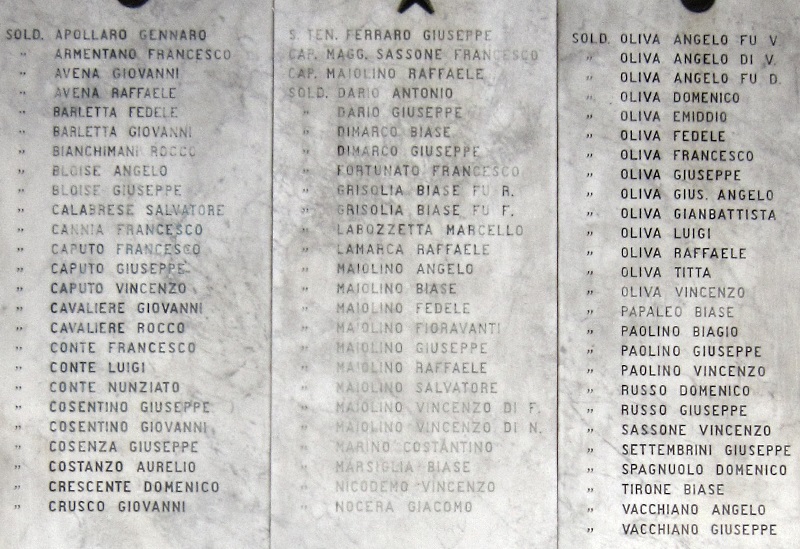 SOLD. APOLLARO GENNARO
" ARMENTANO FRANCESCO
" AVENA GIOVANNI
" AVENA RAFFAELE
" BARLETTA FEDELE
" BARLETTA GIOVANNI
" BIANCHIMANI ROCCO
" BLOISE ANGELO
" BLOISE GIUSEPPE
" CALABRESE SALVATORE
" CANNIA FRANCESCO
" CAPUTO FRANCESCO
" CAPUTO GIUSEPPE
" CAPUTO VINCENZO
" CAVALIERE GIOVANNI
" CAVALIERE ROCCO
" CONTE FRANCESCO
" CONTE LUIGI
" CONTE NUNZIATO
" COSENTINO GIUSEPPE
" COSENTINO GIOVANNI
" COSENZA GIUSEPPE
" COSTANZO AURELIO
" CRESCENTE DOMENICO
" CRUSCO GIOVANNI
S. TEN. FERRARO GIUSEPPE
CAP. MAGG. SASSONE FRANCESCO
CAP. MAIOLINO RAFFAELE
SOLD. DARIO ANTONIO
" DARIO GIUSEPPE
" DIMARCO BIASE
" DIMARCO GIUSEPPE
" FORTUNATO FRANCESCO
" GRISOLIA BIASE FU R.
" GRISOLIA BIASE FU F.
" LABOZZETTA MARCELLO
" LAMARCA RAFFAELE
" MAIOLINO ANGELO
" MAIOLINO BIASE
" MAIOLINO FEDELE
" MAIOLINO FIORAVANTI
" MAIOLINO GIUSEPPE
" MAIOLINO RAFFAELE
" MAIOLINO SALVATORE
" MAIOLINO VINCENZO DI F.
" MAIOLINO VINCENZO DI N.
" MARINO COSTANTINO
" MARSIGLIA BIASE
" NICODEMO VINCENZO
" NOCERA GIACOMO
SOLD. OLIVA ANGELO FU V
" OLIVA ANGELO DI V.
" OLIVA ANGELO FU D.
" OLIVA DOMENICO
" OLIVA EMIDDIO
" OLIVA FEDELE
" OLIVA FRANCESCO
" OLIVA GIUSEPPE
" OLIVA GIUS. ANGELO
" OLIVA GIANBATTISTA
" OLIVA LUIGI
" OLIVA RAFFAELE
" OLIVA TITTA
" OLIVA VINCENZO
" PAPALEO BIASE
" PAOLINO BIAGIO
" PAOLINO GIUSEPPE
" PAOLINO VINCENZO
" RUSSO DOMENICO
" RUSSO GIUSEPPE
" SASSONE VINCENZO
" SETTEMBRINI GIUSEPPE
" SPAGNUOLO DOMENICO
" TIRONE BIASE
" VACCHIANO ANGELO
" VACCHIANO GIUSEPPE